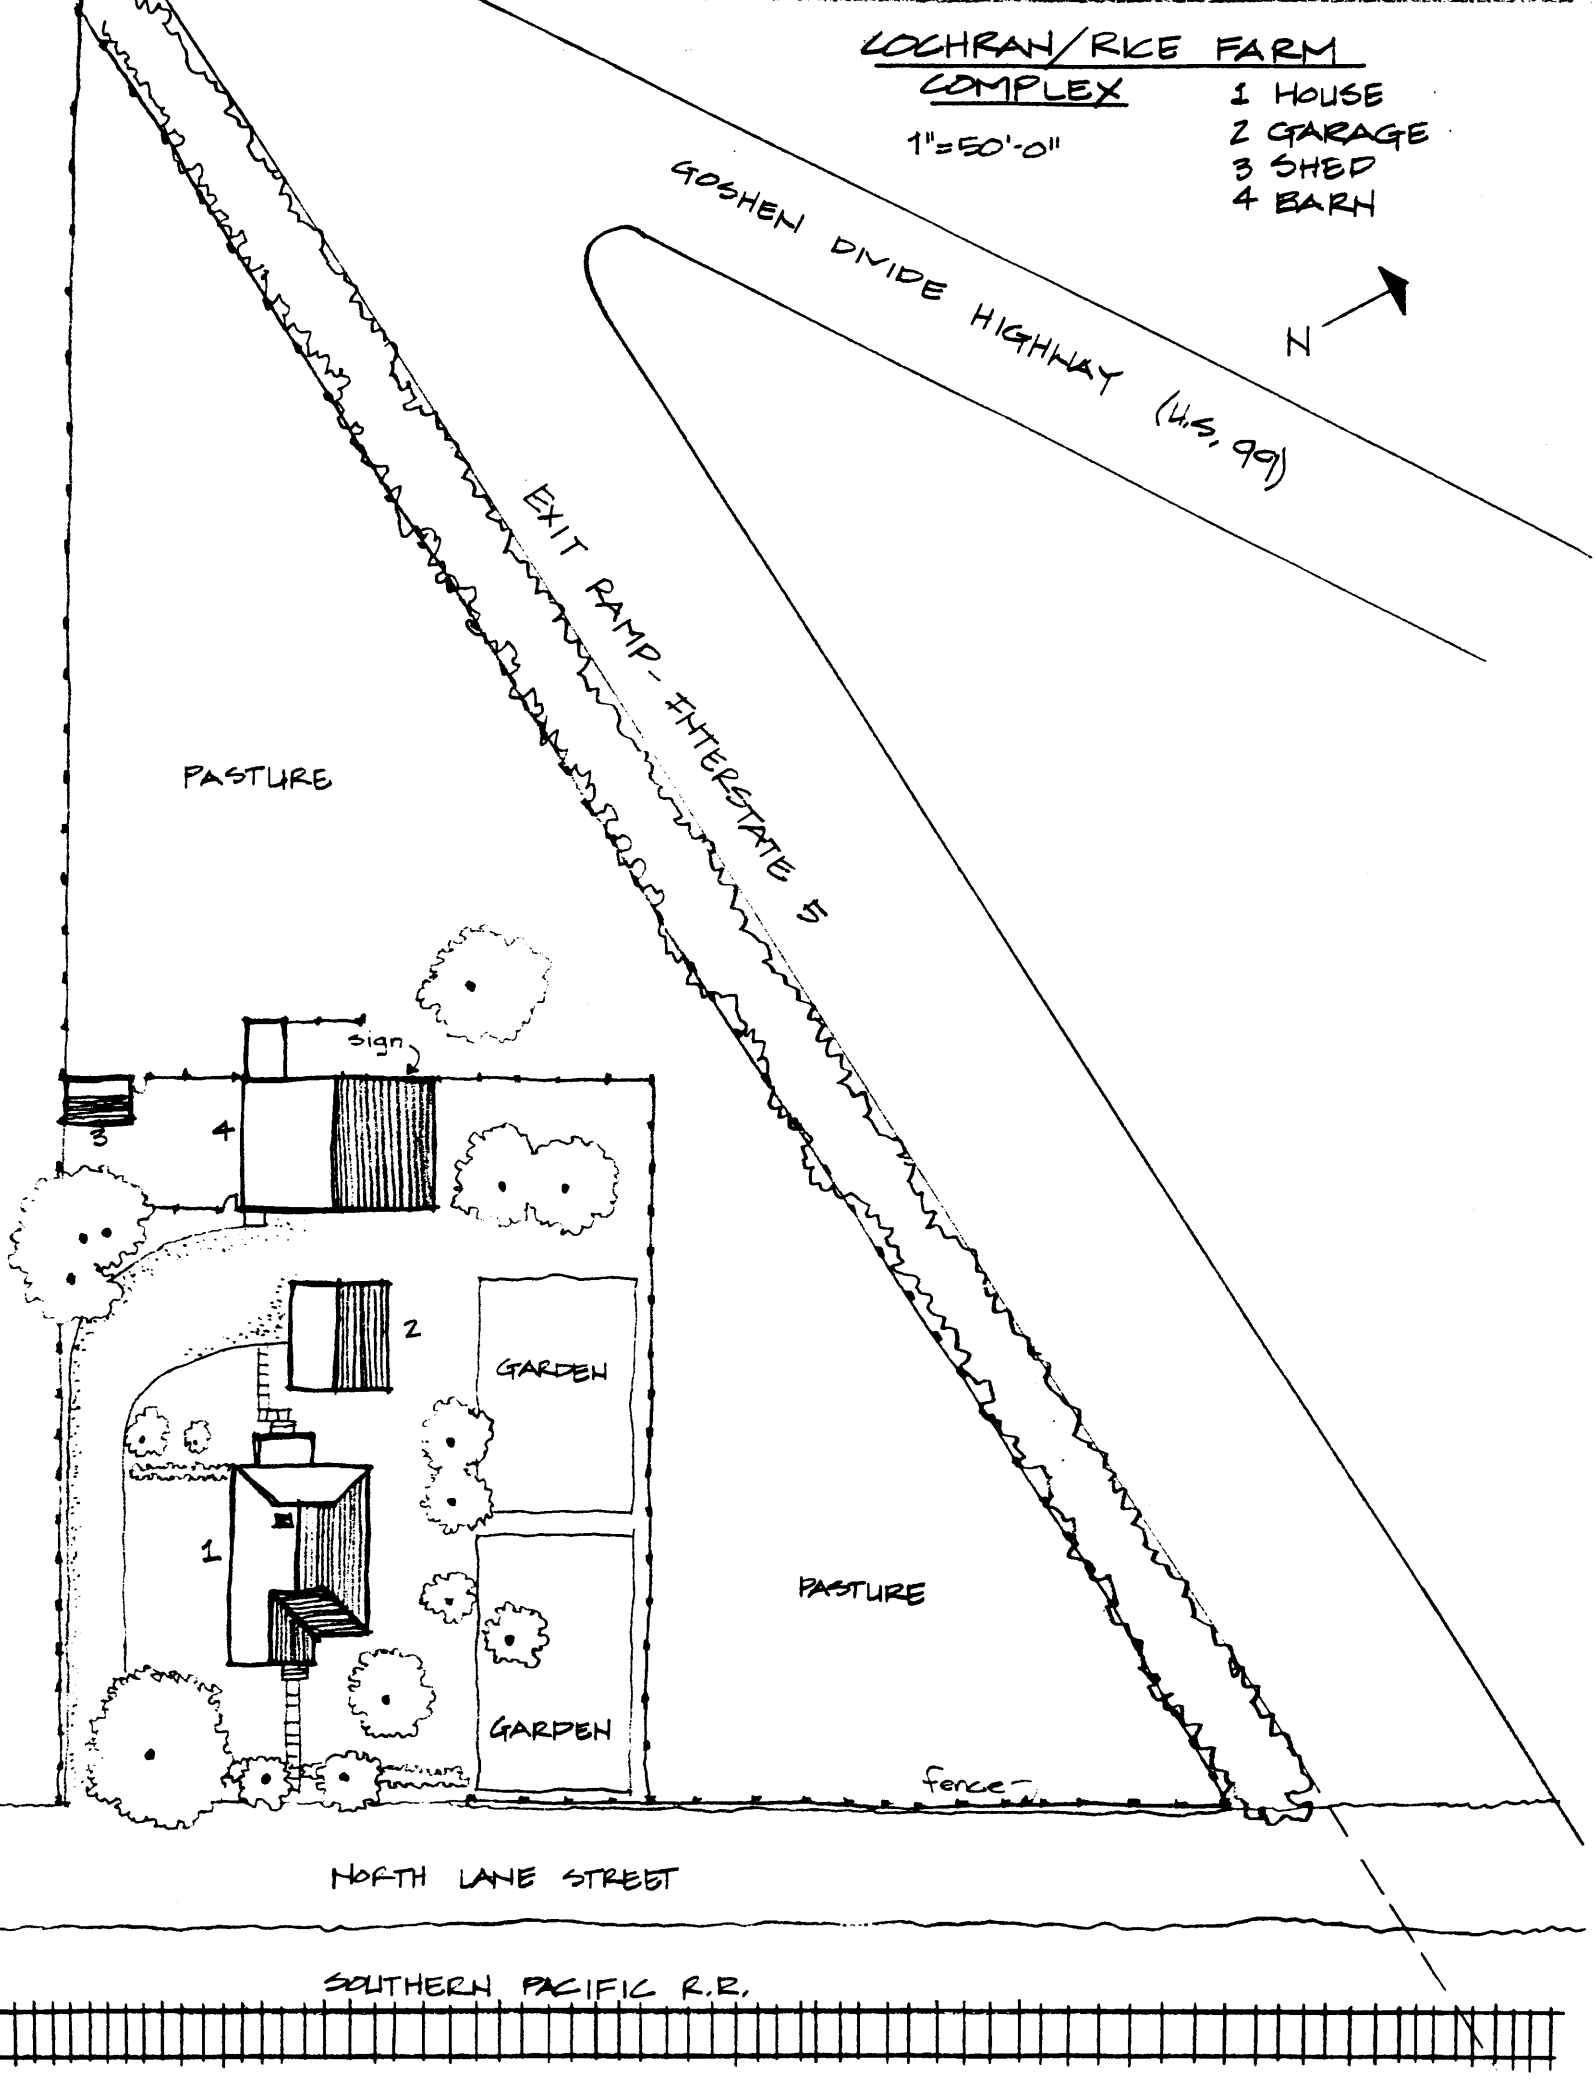 COCHRAN/RICE FARM
COMPLEX
1"=50'-0"
1 HOUSE
2 GARAGE
3 SHED
4 BARN
GOSHEN DIVIDE HIGHWAY (U.S. 99)
N
EXIT RAMP- INTERSTATE 5
PASTURE
sign
3
4
2
GARDEN
1
PASTURE
GARDEN
fence
NORTH LANE STREET
SOUTHERN PACIFIC R.R.